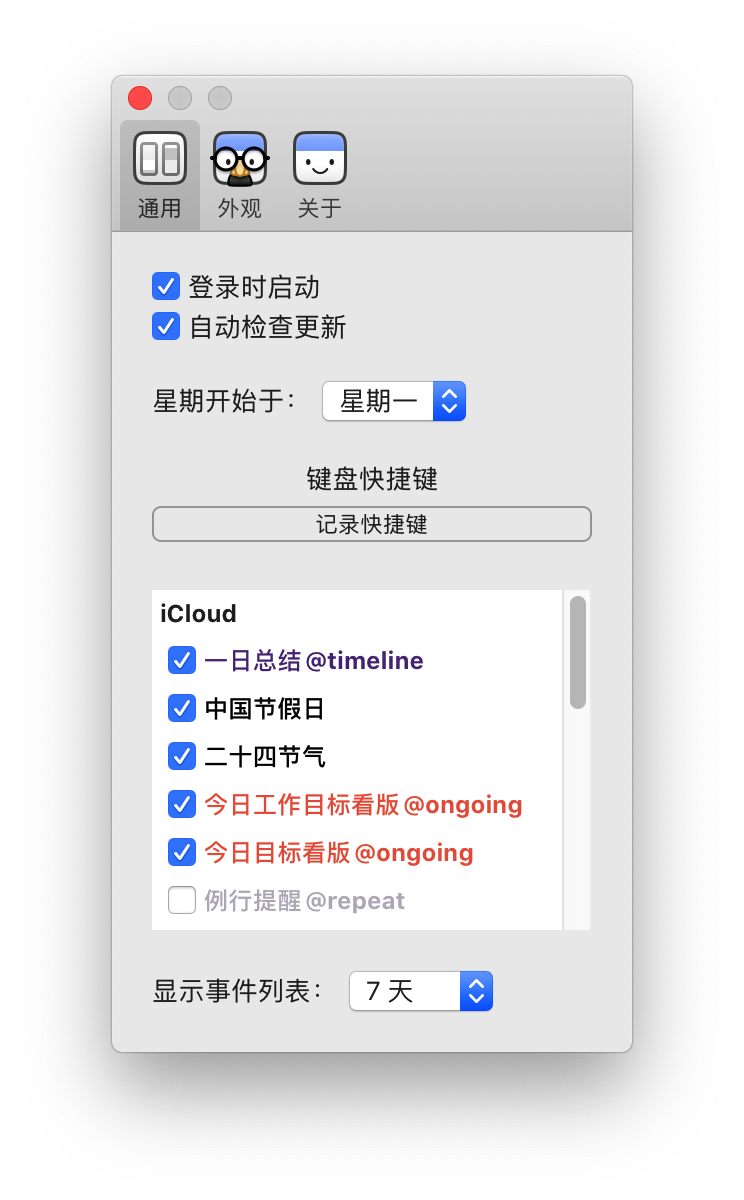 通用 外观 关于
登录时启动
自动检查更新
星期开始于: 星期一
键盘快捷键
记录快捷键
iCloud
一日总结@timeline
中国节假日
二十四节气
今日工作目标看版@ongoing
今日目标看版@ongoing
例行提醒@repeat
显示事件列表: 7 天